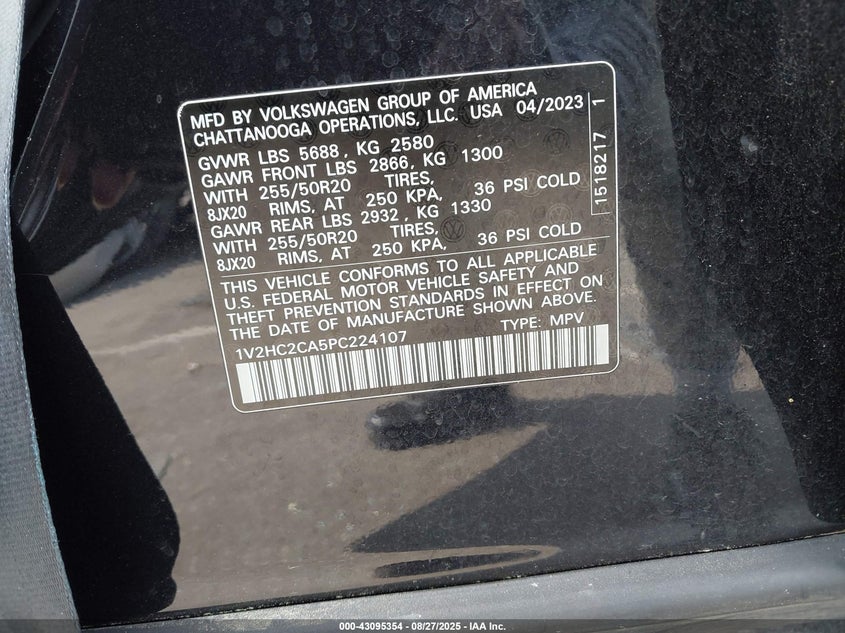 MFD BY VOLKSWAGEN GROUP OF AMERICA
CHATTANOOGA OPERATIONS, LLC. USA 04/2023
GVWR LBS 5688, KG 2580
GAWR FRONT LBS 2866, KG 1300
WITH 255/50R20 TIRES,
8JX20 RIMS, AT 250 KPA, 36 PSI COLD
GAWR REAR LBS 2932, KG 1330
WITH 255/50R20 TIRES,
8JX20 RIMS, AT 250 KPA, 36 PSI COLD
THIS VEHICLE CONFORMS TO ALL APPLICABLE
U.S. FEDERAL MOTOR VEHICLE SAFETY AND
THEFT PREVENTION STANDARDS IN EFFECT ON
THE DATE OF MANUFACTURE SHOWN ABOVE.
1V2HC2CA5PC224107 TYPE: MPV
1518217 1
000-43095354 | 08/27/2025 - IAA Inc.